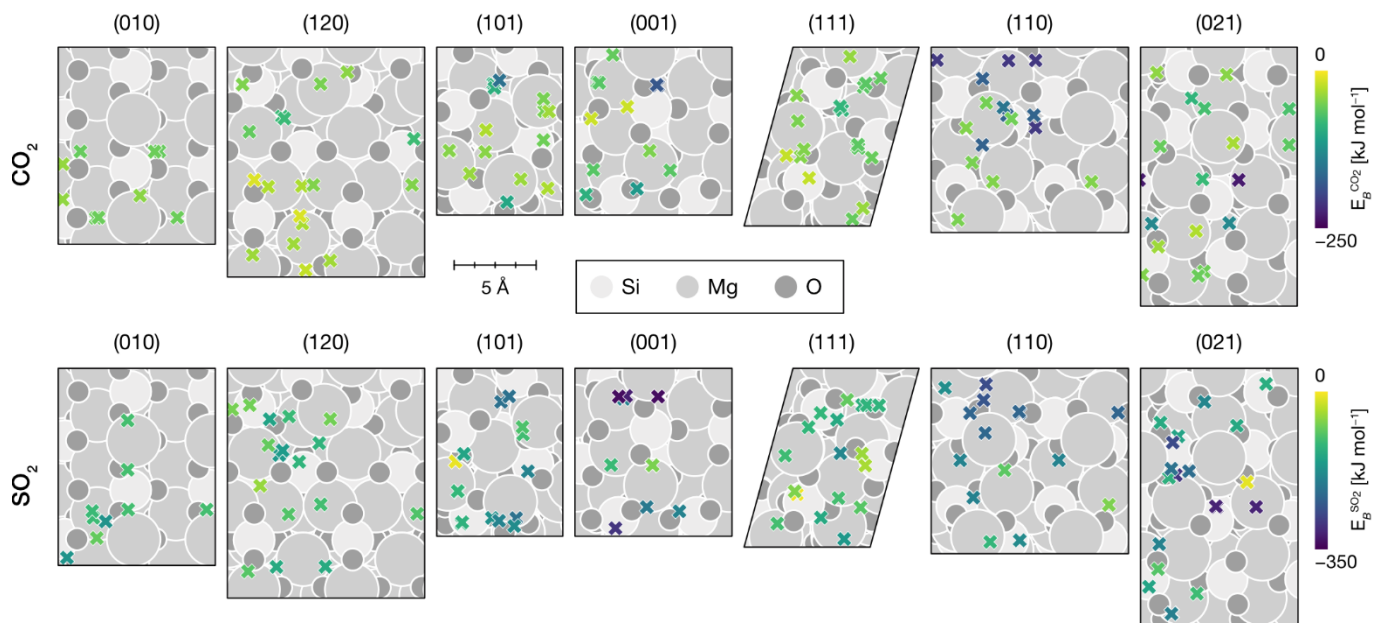 (010) (120) (101) (001) (111) (110) (021)
CO2
0
E_B^CO2 [kJ mol−1]
−250
5 Å
Si Mg O
(010) (120) (101) (001) (111) (110) (021)
SO2
0
E_B^SO2 [kJ mol−1]
−350